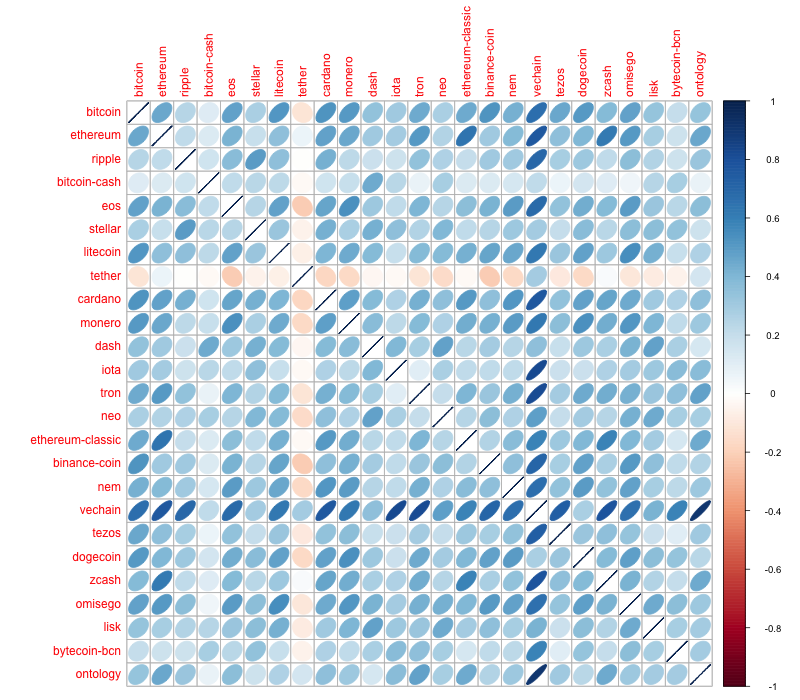 bitcoin
ethereum
ripple
bitcoin-cash
eos
stellar
litecoin
tether
cardano
monero
dash
iota
tron
neo
ethereum-classic
binance-coin
nem
vechain
tezos
dogecoin
zcash
omisego
lisk
bytecoin-bcn
ontology
bitcoin
ethereum
ripple
bitcoin-cash
eos
stellar
litecoin
tether
cardano
monero
dash
iota
tron
neo
ethereum-classic
binance-coin
nem
vechain
tezos
dogecoin
zcash
omisego
lisk
bytecoin-bcn
ontology
1
0.8
0.6
0.4
0.2
0
-0.2
-0.4
-0.6
-0.8
-1